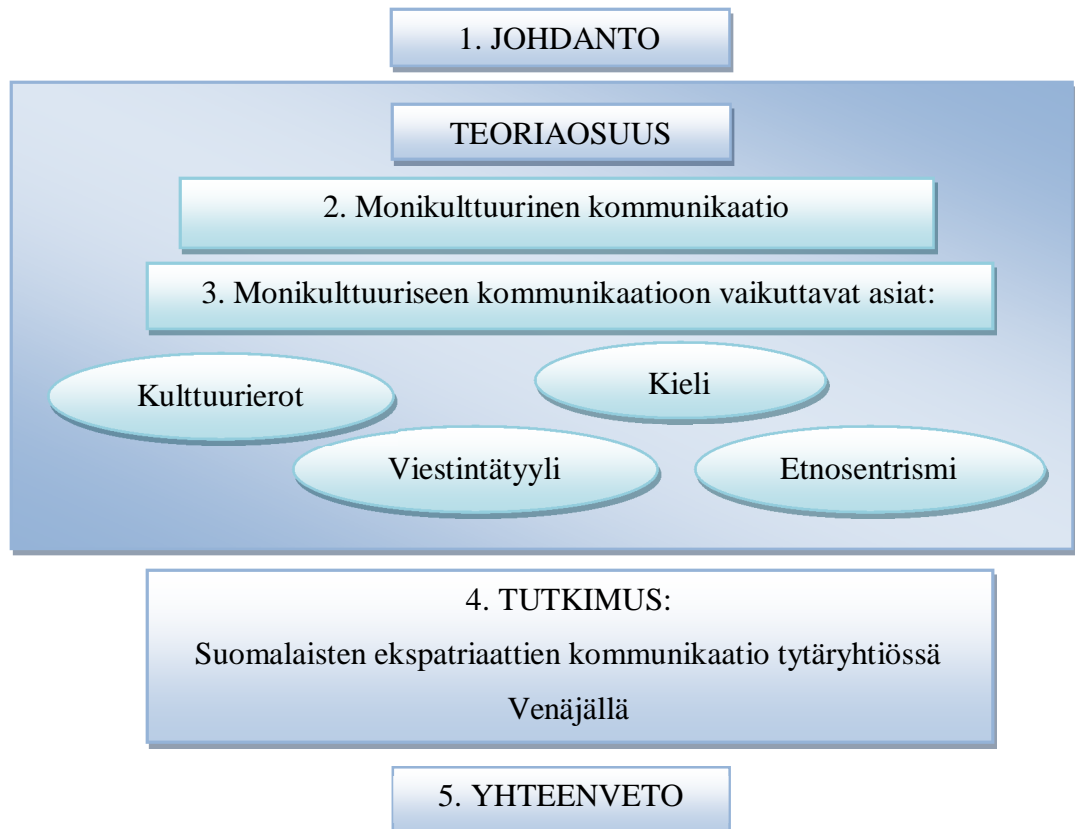 1. JOHDANTO
TEORIAOSUUS
2. Monikulttuurinen kommunikaatio
3. Monikulttuuriseen kommunikaatioon vaikuttavat asiat:
Kulttuurierot
Kieli
Viestintätyyli
Etnosentrismi
4. TUTKIMUS:
Suomalaisten ekspatriaattien kommunikaatio tytäryhtiössä
Venäjällä
5. YHTEENVETO